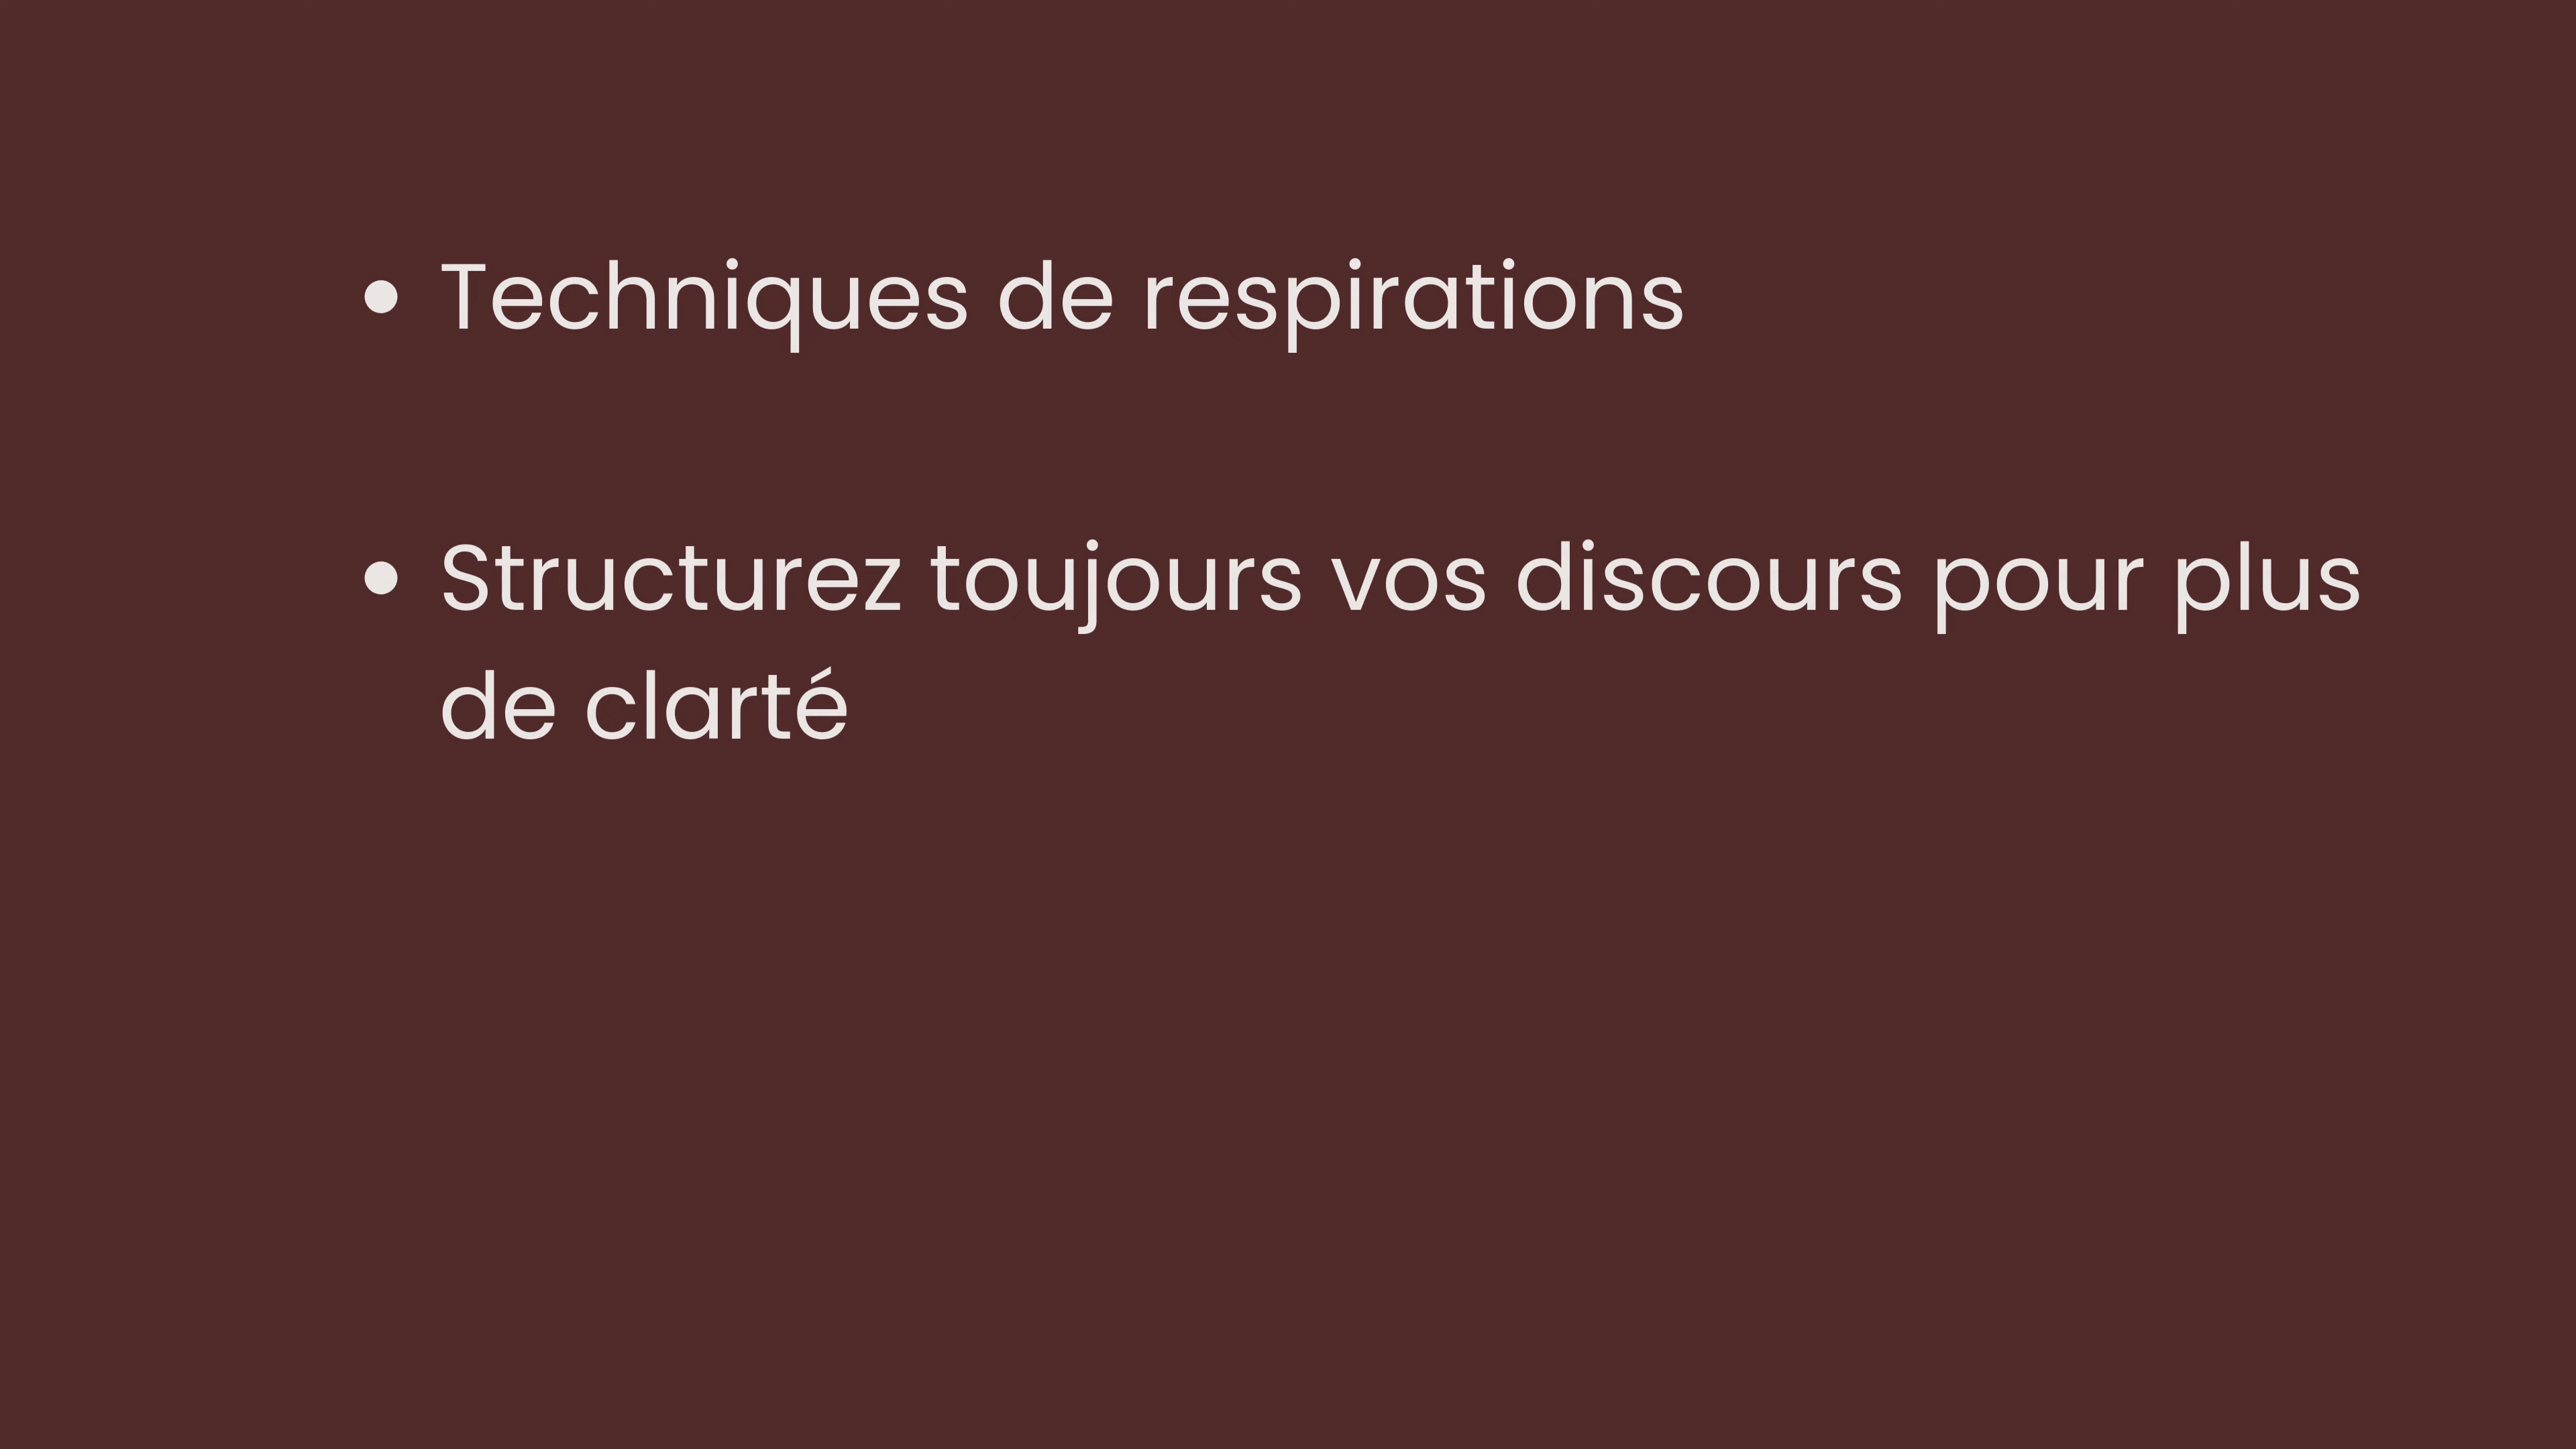 • Techniques de respirations
• Structurez toujours vos discours pour plus
de clarté